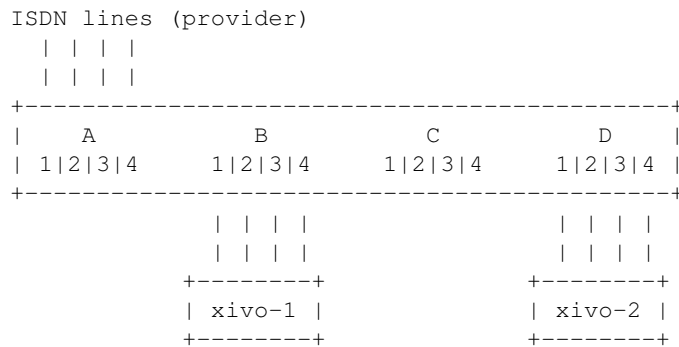 ISDN lines (provider)
| | | |
| | | |
+--------------------------------------------+
|    A          B          C          D    |
| 1|2|3|4    1|2|3|4    1|2|3|4    1|2|3|4 |
+--------------------------------------------+
| | | |                | | | |
| | | |                | | | |
+--------+             +--------+
| xivo-1 |             | xivo-2 |
+--------+             +--------+